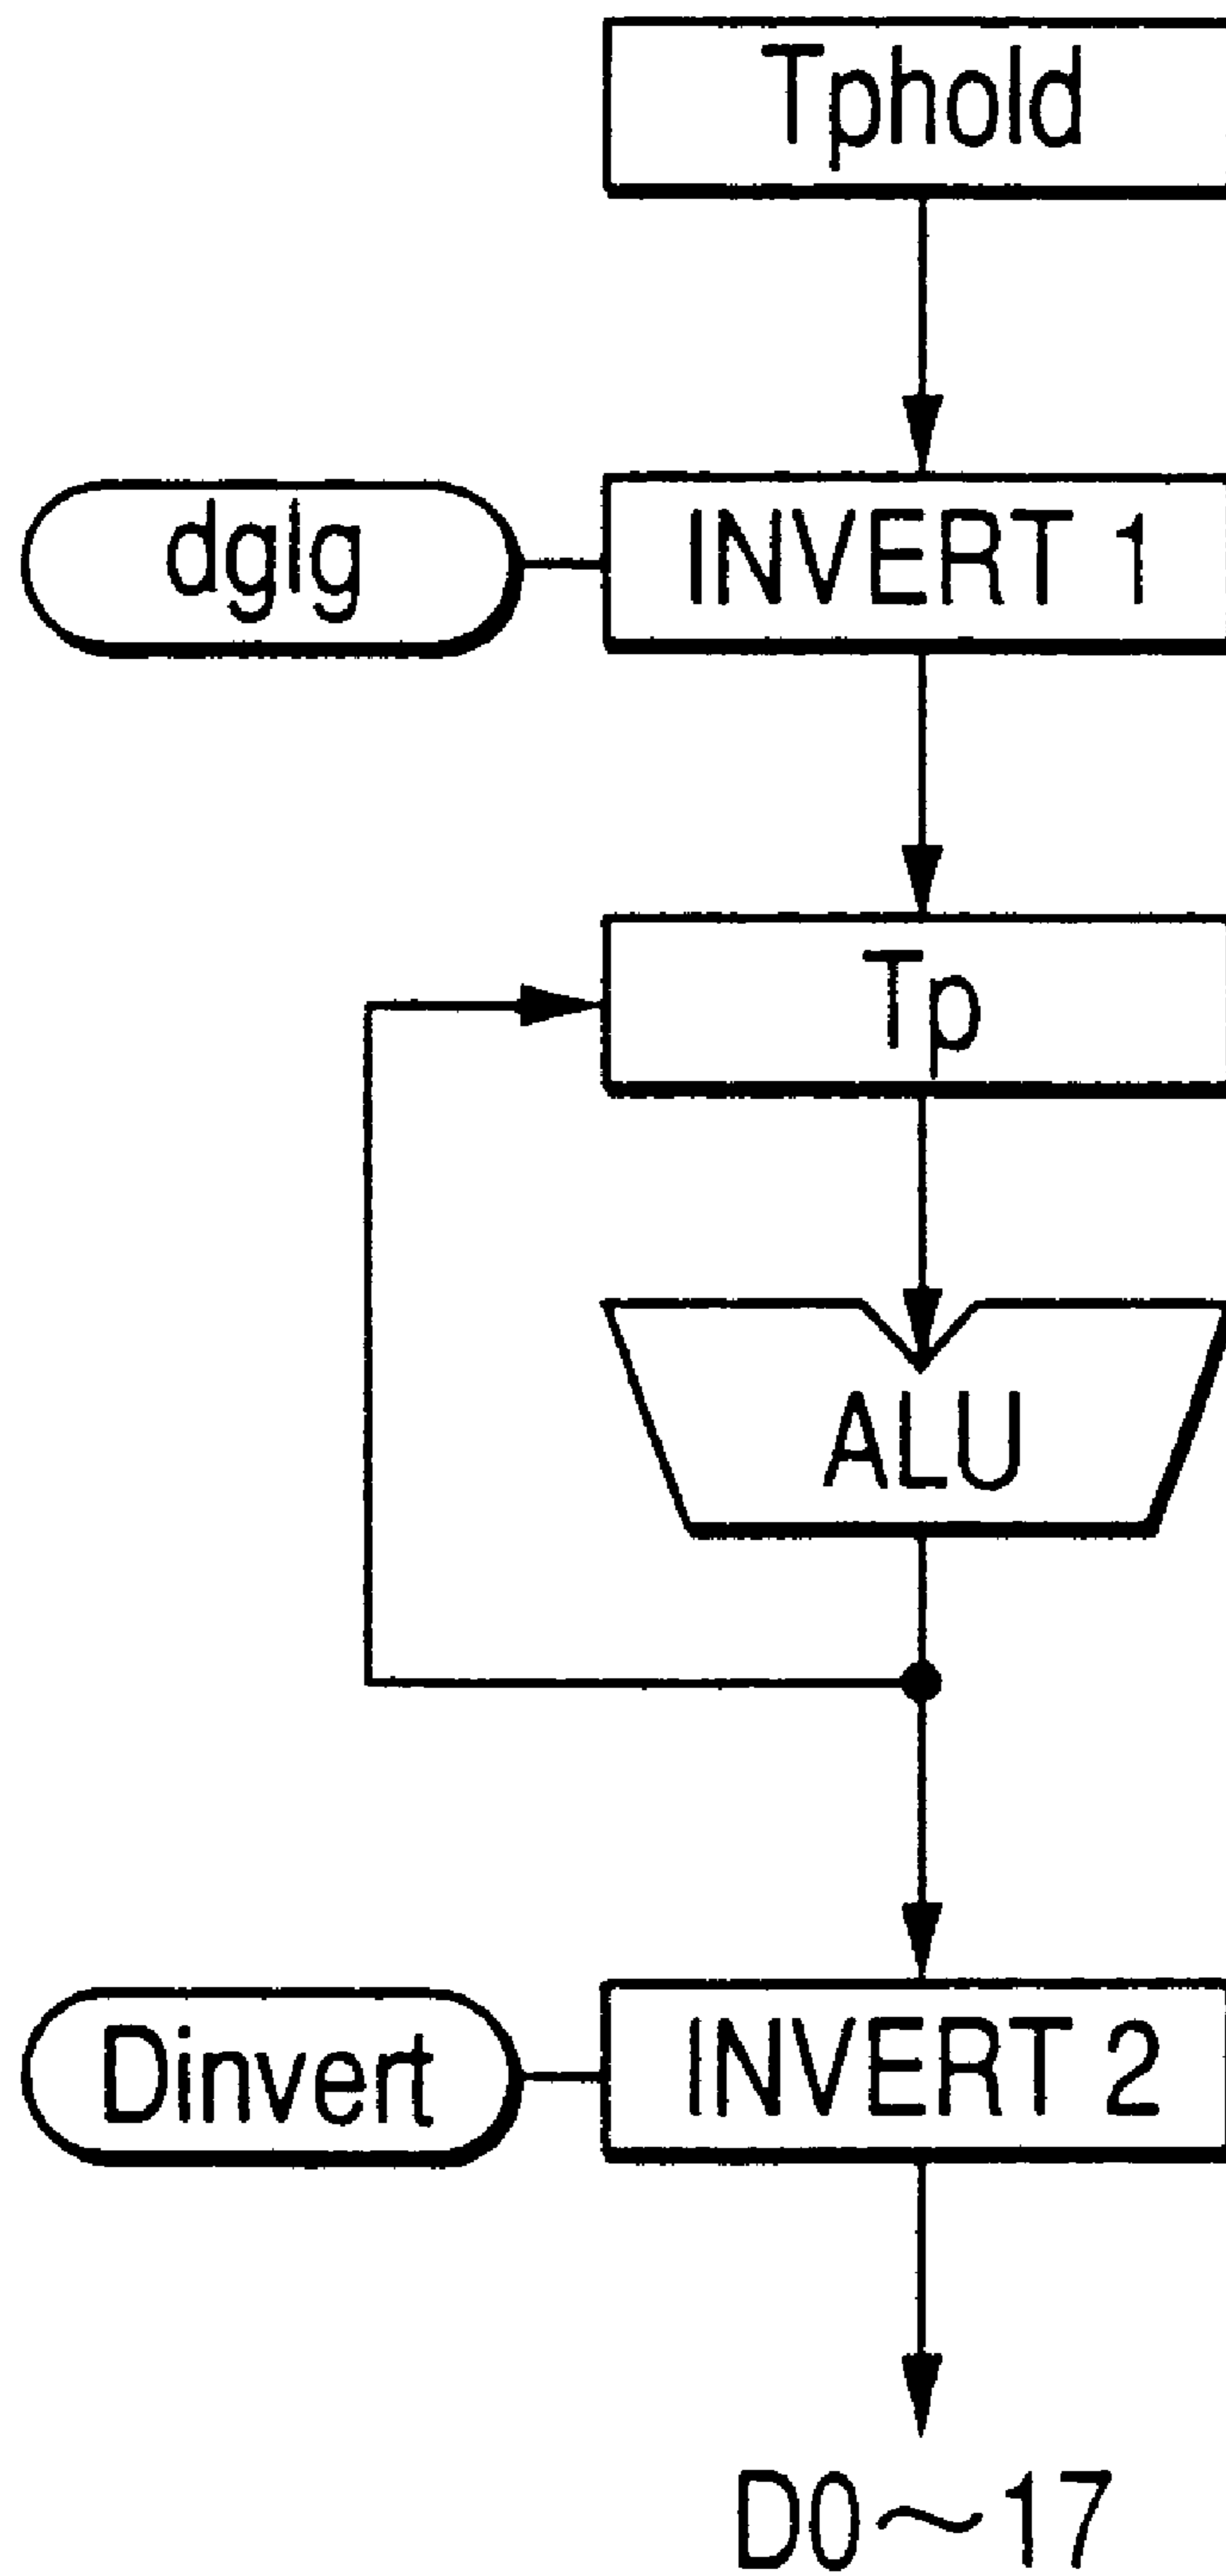 Tphold
dglg
INVERT 1
Tp
ALU
Dinvert
INVERT 2
D0～17